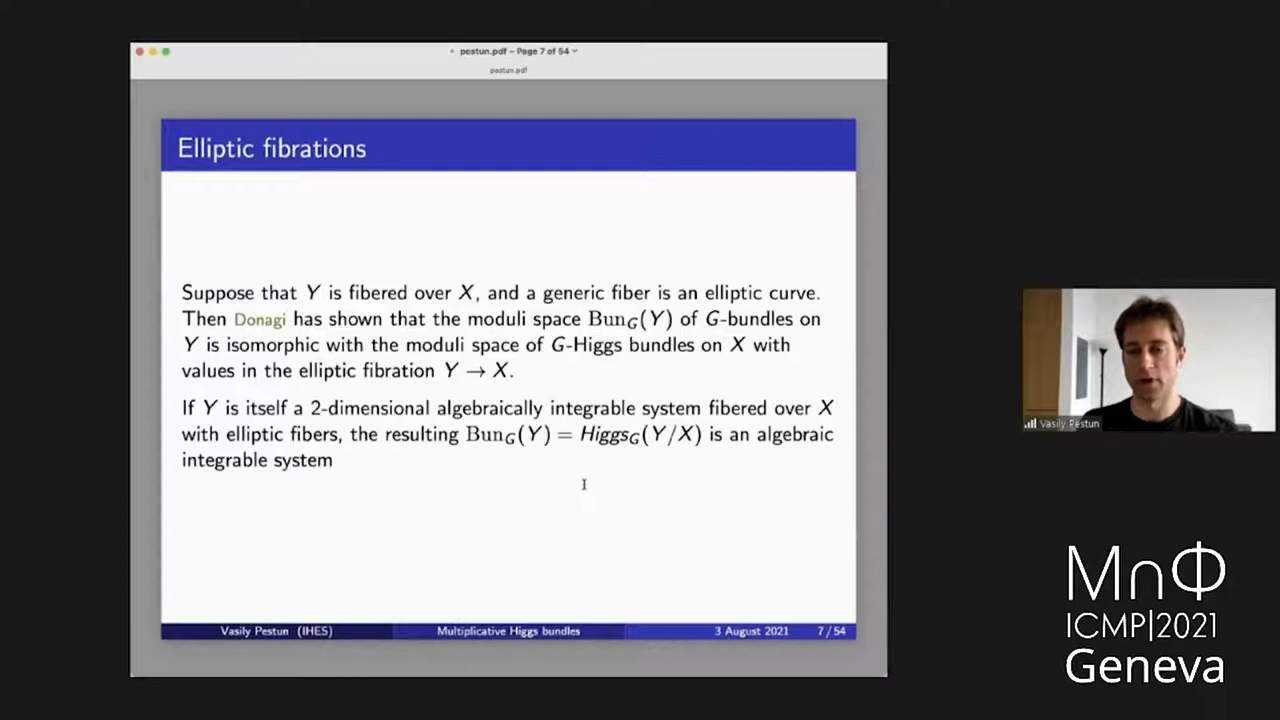 pestun.pdf – Page 7 of 54
pestun.pdf
Elliptic fibrations
Suppose that Y is fibered over X, and a generic fiber is an elliptic curve.
Then Donagi has shown that the moduli space Bun_G(Y) of G-bundles on
Y is isomorphic with the moduli space of G-Higgs bundles on X with
values in the elliptic fibration Y → X.
If Y is itself a 2-dimensional algebraically integrable system fibered over X
with elliptic fibers, the resulting Bun_G(Y) = Higgs_G(Y/X) is an algebraic
integrable system
Vasily Pestun (IHES) Multiplicative Higgs bundles 3 August 2021 7 / 54
Vasily Pestun
M∩Φ
ICMP|2021
Geneva